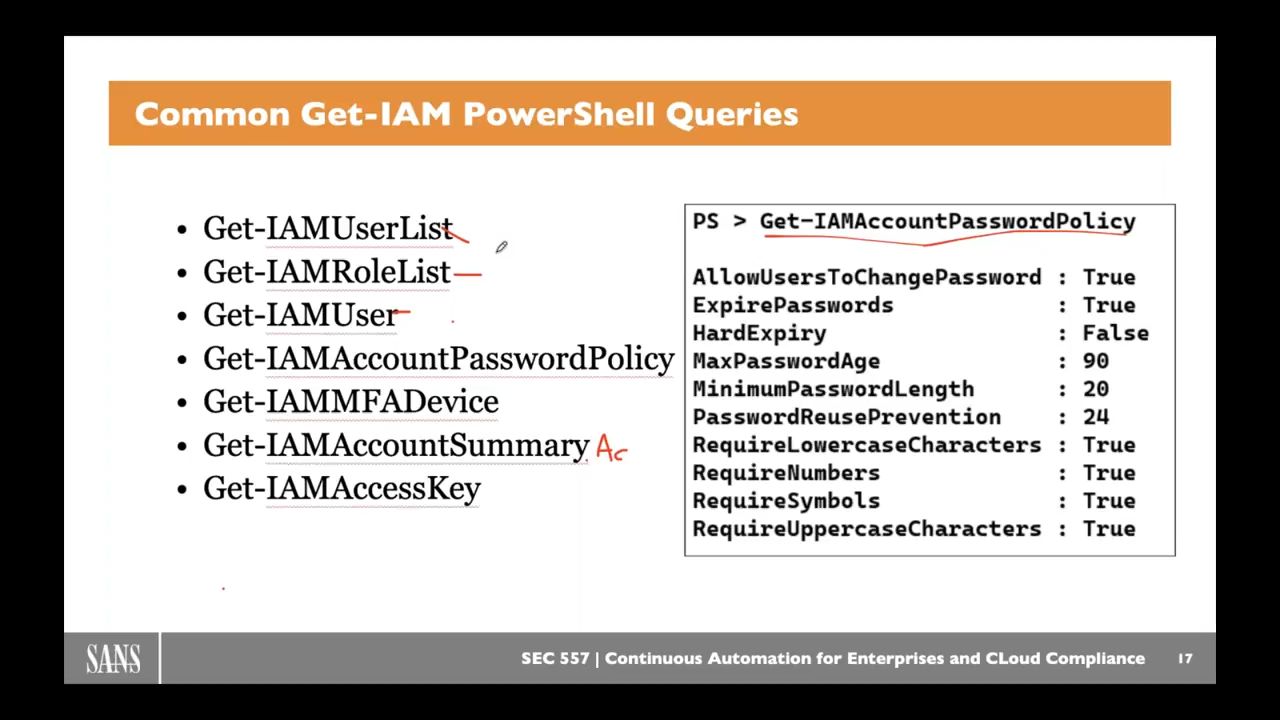 Common Get-IAM PowerShell Queries
• Get-IAMUserList
• Get-IAMRoleList
• Get-IAMUser
• Get-IAMAccountPasswordPolicy
• Get-IAMMFADevice
• Get-IAMAccountSummary Ac
• Get-IAMAccessKey
PS > Get-IAMAccountPasswordPolicy
AllowUsersToChangePassword : True
ExpirePasswords : True
HardExpiry : False
MaxPasswordAge : 90
MinimumPasswordLength : 20
PasswordReusePrevention : 24
RequireLowercaseCharacters : True
RequireNumbers : True
RequireSymbols : True
RequireUppercaseCharacters : True
SANS
SEC 557 | Continuous Automation for Enterprises and CLoud Compliance 17